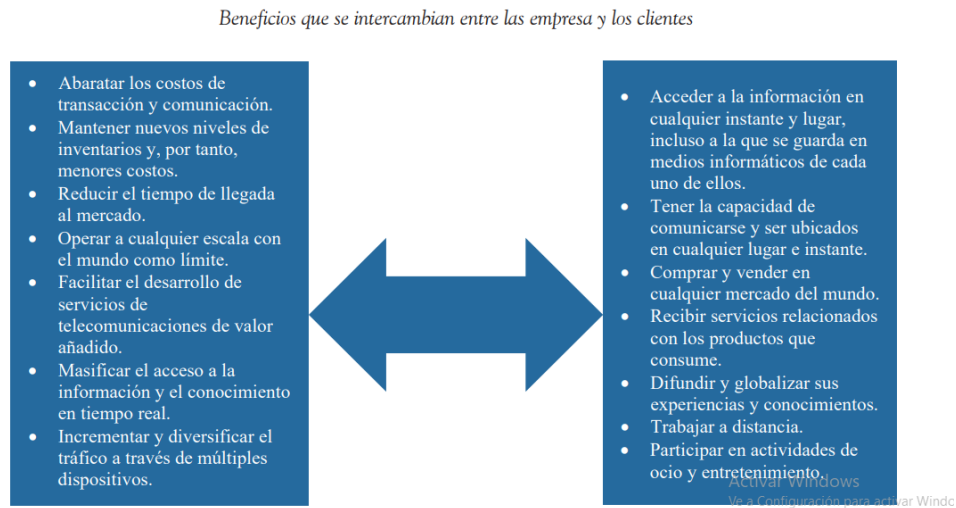 Beneficios que se intercambian entre las empresa y los clientes
• Abaratar los costos de
transacción y comunicación.
• Mantener nuevos niveles de
inventarios y, por tanto,
menores costos.
• Reducir el tiempo de llegada
al mercado.
• Operar a cualquier escala con
el mundo como límite.
• Facilitar el desarrollo de
servicios de
telecomunicaciones de valor
añadido.
• Masificar el acceso a la
información y el conocimiento
en tiempo real.
• Incrementar y diversificar el
tráfico a través de múltiples
dispositivos.
• Acceder a la información en
cualquier instante y lugar,
incluso a la que se guarda en
medios informáticos de cada
uno de ellos.
• Tener la capacidad de
comunicarse y ser ubicados
en cualquier lugar e instante.
• Comprar y vender en
cualquier mercado del mundo.
• Recibir servicios relacionados
con los productos que
consume.
• Difundir y globalizar sus
experiencias y conocimientos.
• Trabajar a distancia.
• Participar en actividades de
ocio y entretenimiento.
Activar Windows
Ve a Configuración para activar Windo